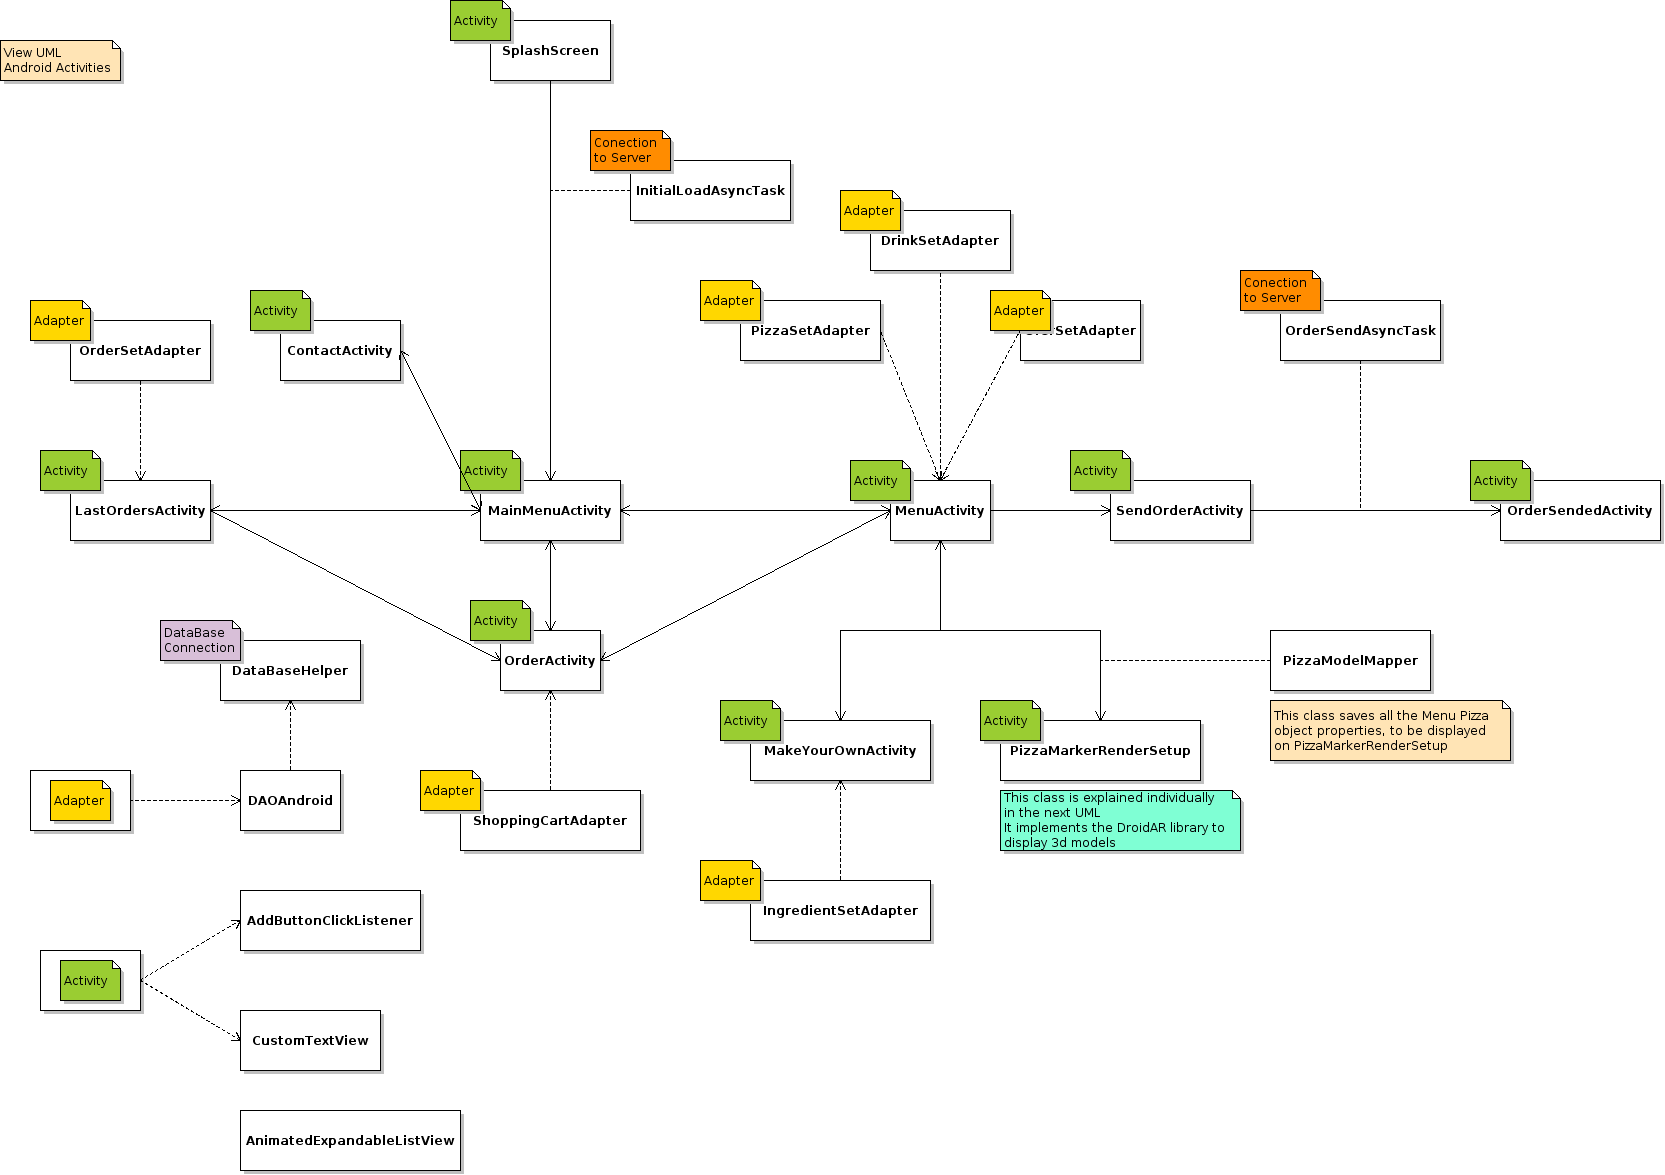 Activity
SplashScreen
View UML
Android Activities
Conection
to Server
InitialLoadAsyncTask
Adapter
DrinkSetAdapter
Adapter
PizzaSetAdapter
Adapter
SetAdapter
Conection
to Server
OrderSendAsyncTask
Adapter
OrderSetAdapter
Activity
ContactActivity
Activity
LastOrdersActivity
Activity
MainMenuActivity
Activity
MenuActivity
Activity
SendOrderActivity
Activity
OrderSendedActivity
DataBase
Connection
DataBaseHelper
Activity
OrderActivity
PizzaModelMapper
This class saves all the Menu Pizza
object properties, to be displayed
on PizzaMarkerRenderSetup
Activity
MakeYourOwnActivity
Activity
PizzaMarkerRenderSetup
This class is explained individually
in the next UML
It implements the DroidAR library to
display 3d models
Adapter
DAOAndroid
Adapter
ShoppingCartAdapter
Adapter
IngredientSetAdapter
Activity
AddButtonClickListener
CustomTextView
AnimatedExpandableListView